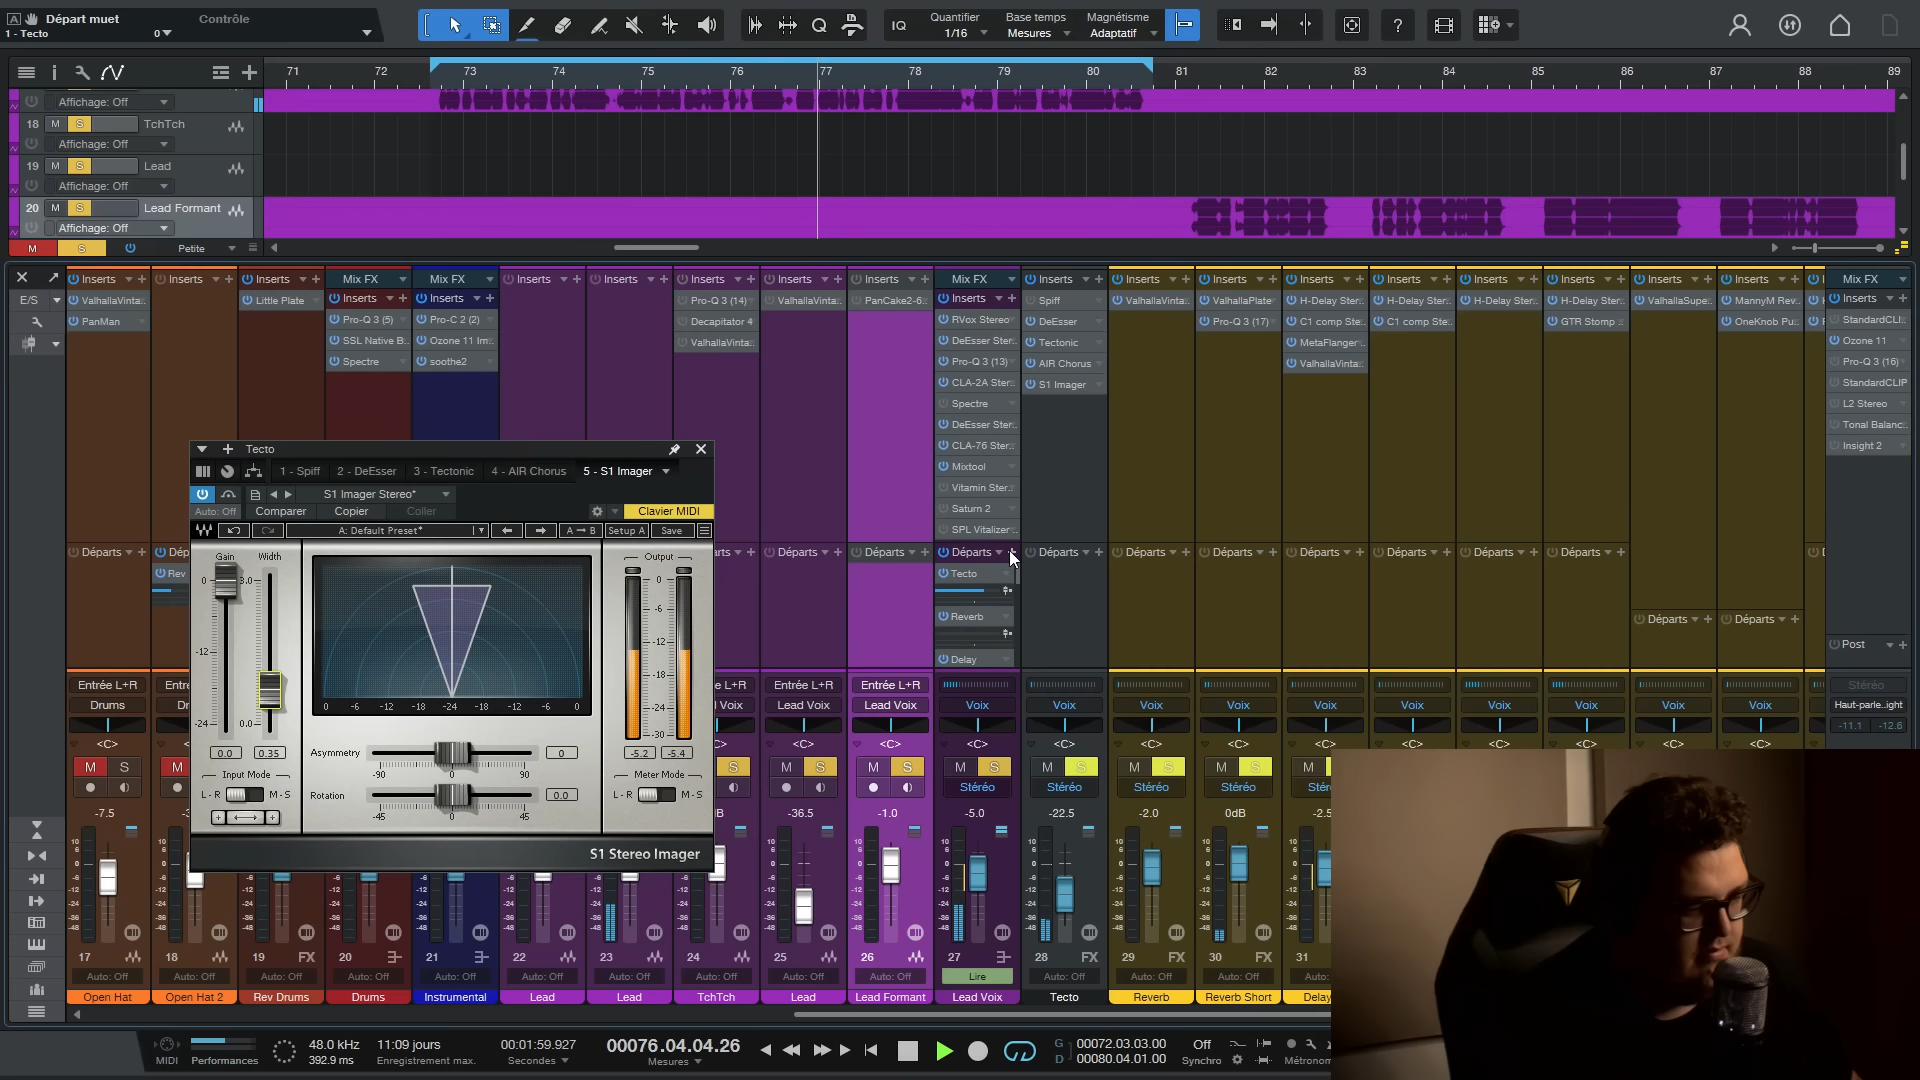 Départ muet
Contrôle
1 - Tecto
0
IQ
Quantifier
1/16
Base temps
Mesures
Magnétisme
Adaptatif
71 72 73 74 75 76 77 78 79 80 81 82 83 84 85 86 87 88 89
Affichage: Off
18 M S TchTch
Affichage: Off
19 M S Lead
Affichage: Off
20 M S Lead Formant
Affichage: Off
M S Petite
E/S
Inserts Inserts Inserts Mix FX Mix FX Inserts Inserts Inserts Inserts Inserts Mix FX Inserts Inserts Inserts Inserts Inserts Inserts Inserts Inserts Inserts Mix FX
ValhallaVinta..
PanMan
Little Plate
Inserts
Pro-Q 3 (5)
SSL Native B..
Spectre
Inserts
Pro-C 2 (2)
Ozone 11 Im..
soothe2
Pro-Q 3 (14)
Decapitator 4
ValhallaVinta..
ValhallaVinta..
PanCake2-6..
Inserts
RVox Stereo
DeEsser Ster..
Pro-Q 3 (13)
CLA-2A Ster..
Spectre
DeEsser Ster..
CLA-76 Ster..
Mixtool
Vitamin Ster..
Saturn 2
SPL Vitalizer..
Spiff
DeEsser
Tectonic
AIR Chorus
S1 Imager
ValhallaVinta..
ValhallaPlate
Pro-Q 3 (17)
H-Delay Ster..
C1 comp Ste..
MetaFlanger..
ValhallaVinta..
H-Delay Ster..
C1 comp Ste..
H-Delay Ster..
H-Delay Ster..
GTR Stomp ..
ValhallaSupe..
MannyM Rev..
OneKnob Pu..
Inserts
StandardCLI..
Ozone 11
Pro-Q 3 (16)
StandardCLIP
L2 Stereo
Tonal Balanc..
Insight 2
Départs
Départs
Départs
Départs
Départs
Départs
Départs
Départs
Départs
Départs
Départs
Départs
Départs
Tecto
Reverb
Delay
Post
Tecto
1 - Spiff 2 - DeEsser 3 - Tectonic 4 - AIR Chorus 5 - S1 Imager
S1 Imager Stereo*
Auto: Off Comparer Copier Coller Clavier MIDI
A: Default Preset* A → B Setup A Save
Gain Width
0 3.0
-12
-24 0.0
0.0 0.35
Input Mode
L - R M - S
0 -6 -12 -18 -24 -18 -12 -6 0
Asymmetry 0
-90 0 90
Rotation 0.0
-45 0 45
Output
0
-6
-12
-18
-24
-30
-5.2 -5.4
Meter Mode
L - R M - S
S1 Stereo Imager
Entrée L+R
Drums
Entrée L+R
Lead Voix
Entrée L+R
Lead Voix
Voix Voix Voix Voix Voix Voix Voix Voix Voix
Stéréo
Haut-parle..ight
-11.1 -12.6
<C> <C> <C> <C> <C> <C> <C> <C> <C> <C> <C>
Stéréo Stéréo Stéréo Stéréo
-7.5 -36.5 -1.0 -5.0 -22.5 -2.0 0dB
17 18 19 FX 20 21 22 23 24 25 26 27 28 FX 29 FX 30 FX 31
Auto: Off Auto: Off Auto: Off Auto: Off Auto: Off Auto: Off Auto: Off Auto: Off Auto: Off Auto: Off Lire Auto: Off Auto: Off Auto: Off
Open Hat Open Hat 2 Rev Drums Drums Instrumental Lead Lead TchTch Lead Lead Formant Lead Voix Tecto Reverb Reverb Short
MIDI
Performances
48.0 kHz
392.9 ms
11:09 jours
Enregistrement max.
00:01:59.927
Secondes
00076.04.04.26
Mesures
G 00072.03.03.00
D 00080.04.01.00
Off
Synchro